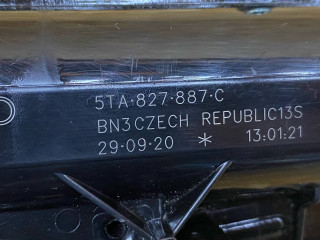 5TA·827·887·C
BN3CZECH REPUBLIC13S
29·09·20 * 13:01:21